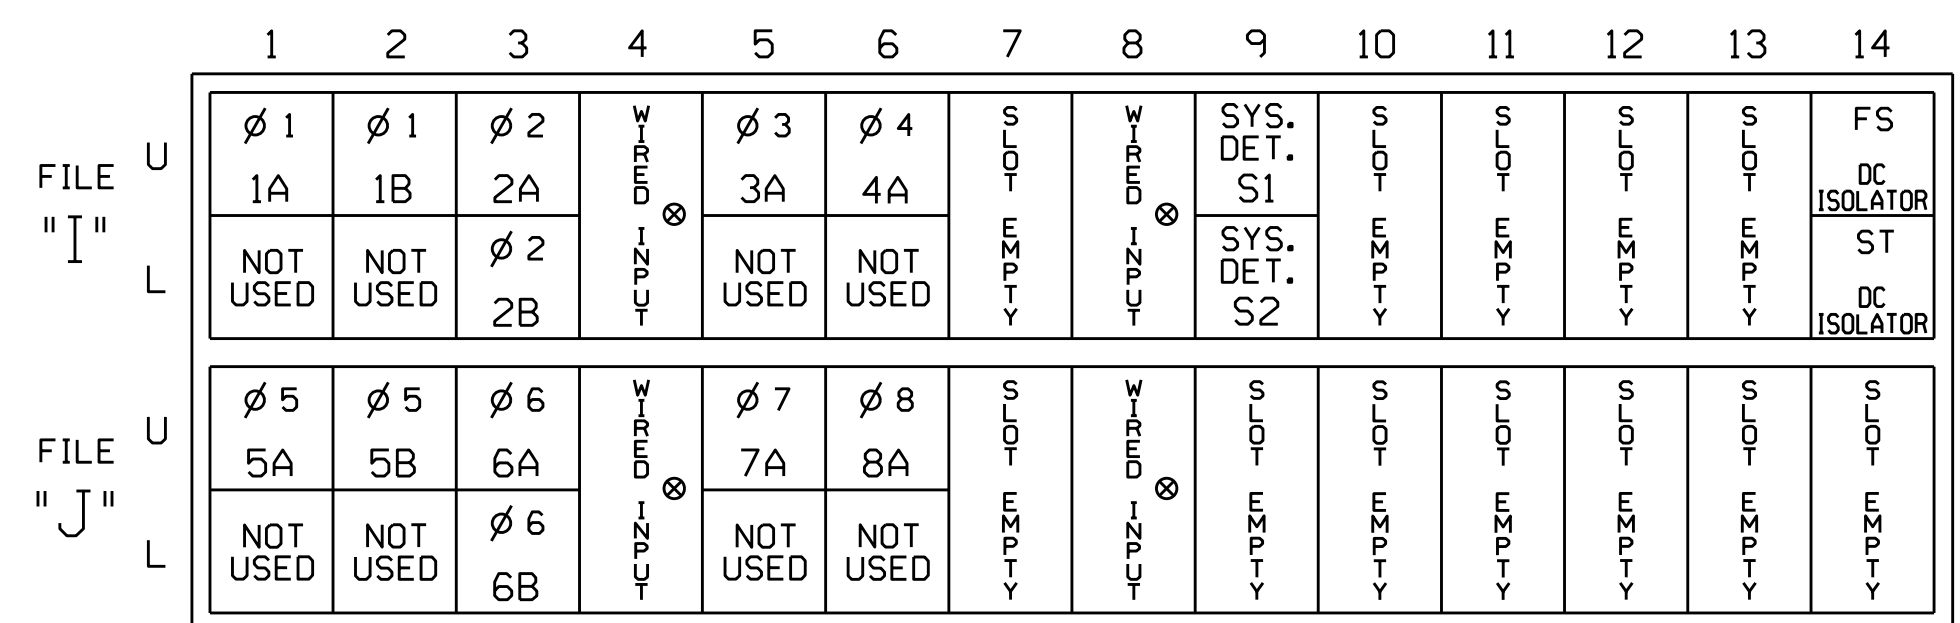 1 2 3 4 5 6 7 8 9 10 11 12 13 14
FILE "I"
U
Ø 1 1A
Ø 1 1B
Ø 2 2A
WIRED INPUT
Ø 3 3A
Ø 4 4A
SLOT EMPTY
WIRED INPUT
SYS. DET. S1
SLOT EMPTY
SLOT EMPTY
SLOT EMPTY
SLOT EMPTY
FS
DC
ISOLATOR
L
NOT USED
NOT USED
Ø 2 2B
NOT USED
NOT USED
SYS. DET. S2
ST
DC
ISOLATOR
FILE "J"
U
Ø 5 5A
Ø 5 5B
Ø 6 6A
WIRED INPUT
Ø 7 7A
Ø 8 8A
SLOT EMPTY
WIRED INPUT
SLOT EMPTY
SLOT EMPTY
SLOT EMPTY
SLOT EMPTY
SLOT EMPTY
SLOT EMPTY
L
NOT USED
NOT USED
Ø 6 6B
NOT USED
NOT USED